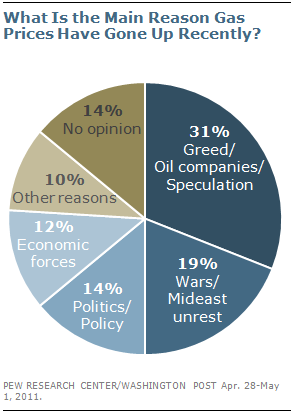 What Is the Main Reason Gas
Prices Have Gone Up Recently?
14%
No opinion
31%
Greed/
Oil companies/
Speculation
10%
Other reasons
12%
Economic
forces
19%
Wars/
Mideast
unrest
14%
Politics/
Policy
PEW RESEARCH CENTER/WASHINGTON POST Apr. 28-May
1, 2011.